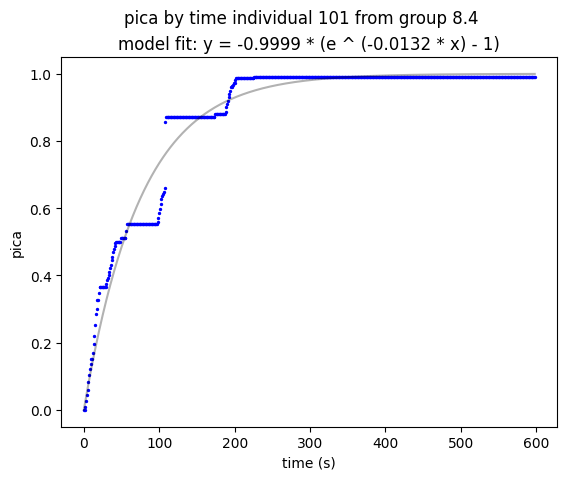 pica by time individual 101 from group 8.4
model fit: y = -0.9999 * (e ^ (-0.0132 * x) - 1)
1.0
0.8
0.6
0.4
0.2
0.0
pica
0 100 200 300 400 500 600
time (s)